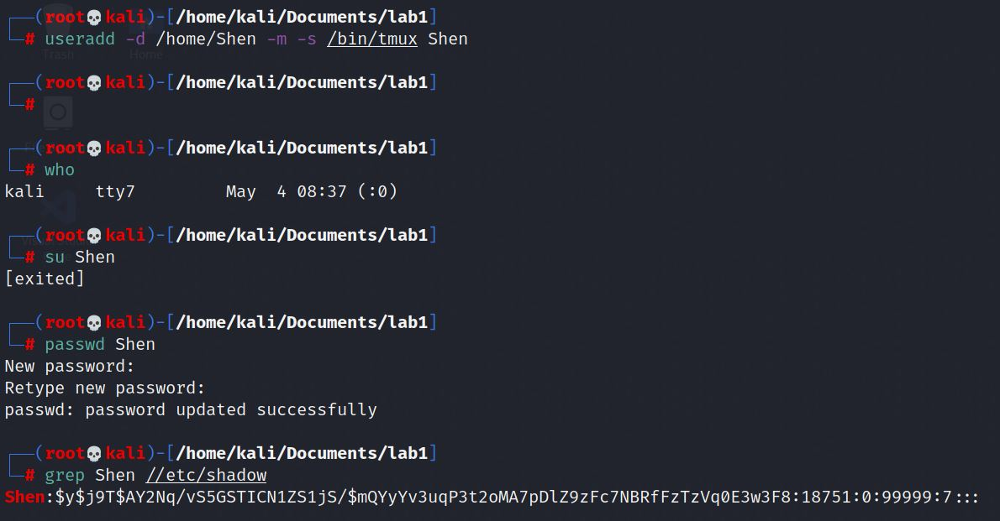 ┌──(root💀kali)-[/home/kali/Documents/lab1]
└─# useradd -d /home/Shen -m -s /bin/tmux Shen
Trash Home
┌──(root💀kali)-[/home/kali/Documents/lab1]
└─#
┌──(root💀kali)-[/home/kali/Documents/lab1]
└─# who
kali     tty7         May  4 08:37 (:0)
┌──(root💀kali)-[/home/kali/Documents/lab1]
└─# su Shen
[exited]
┌──(root💀kali)-[/home/kali/Documents/lab1]
└─# passwd Shen
New password:
Retype new password:
passwd: password updated successfully
┌──(root💀kali)-[/home/kali/Documents/lab1]
└─# grep Shen //etc/shadow
Shen:$y$j9T$AY2Nq/vS5GSTICN1ZS1jS/$mQYyYv3uqP3t2oMA7pDlZ9zFc7NBRfFzTzVq0E3w3F8:18751:0:99999:7:::